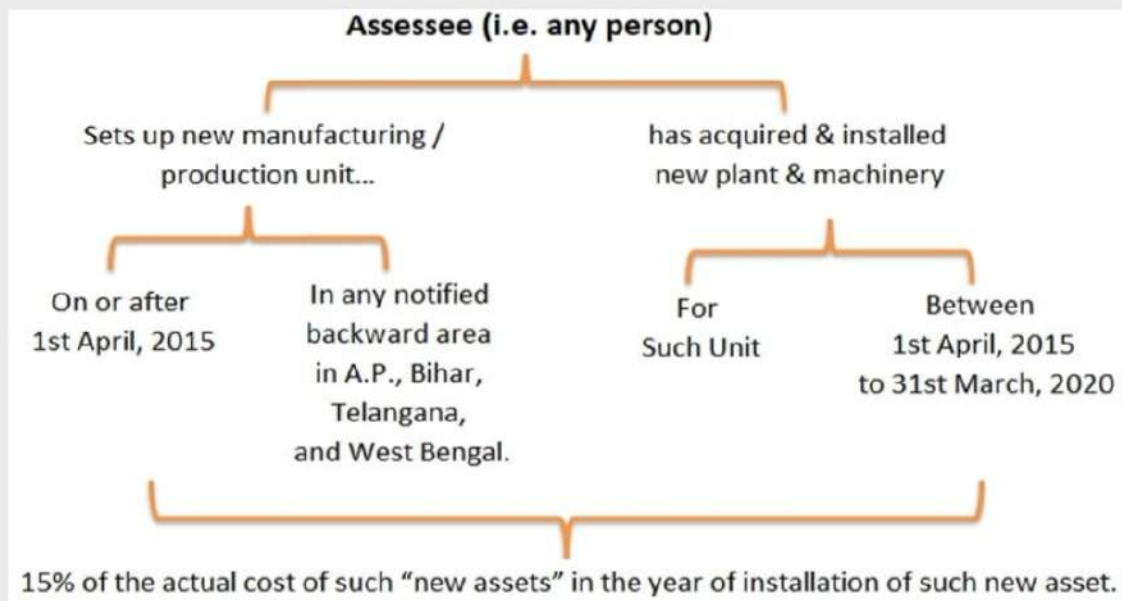 Assessee (i.e. any person)
Sets up new manufacturing /
production unit...
has acquired & installed
new plant & machinery
On or after
1st April, 2015
In any notified
backward area
in A.P., Bihar,
Telangana,
and West Bengal.
For
Such Unit
Between
1st April, 2015
to 31st March, 2020
15% of the actual cost of such “new assets” in the year of installation of such new asset.